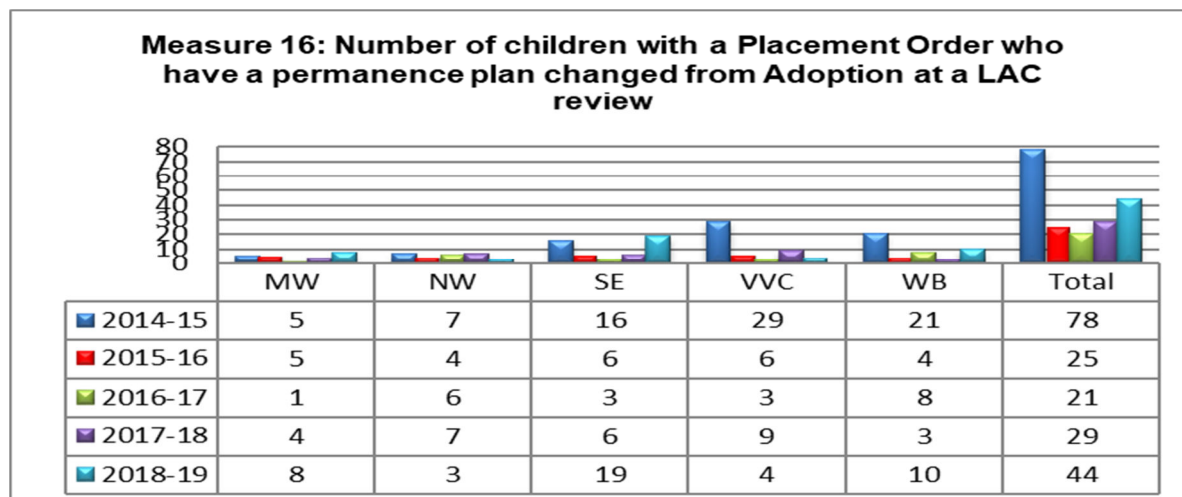 Measure 16: Number of children with a Placement Order who
have a permanence plan changed from Adoption at a LAC
review
80
70
60
50
40
30
20
10
0
MW NW SE VVC WB Total
2014-15 5 7 16 29 21 78
2015-16 5 4 6 6 4 25
2016-17 1 6 3 3 8 21
2017-18 4 7 6 9 3 29
2018-19 8 3 19 4 10 44